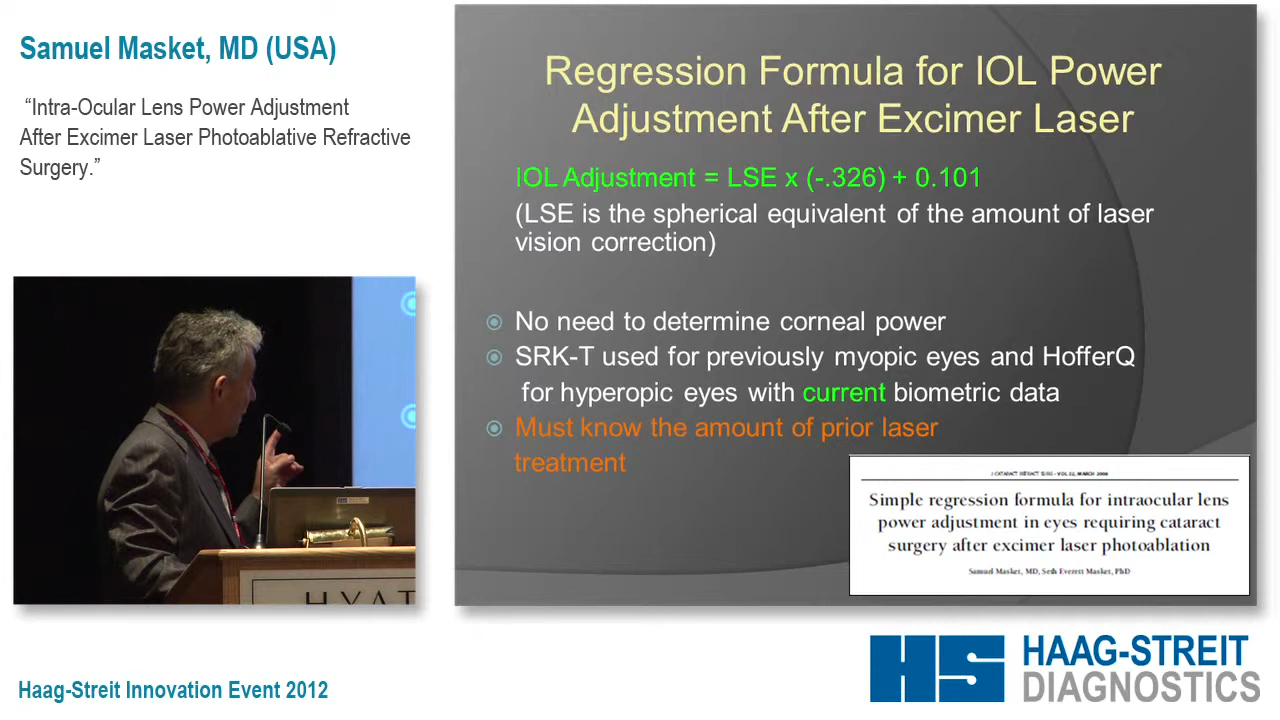 Samuel Masket, MD (USA)
“Intra-Ocular Lens Power Adjustment
After Excimer Laser Photoablative Refractive
Surgery.”
Regression Formula for IOL Power
Adjustment After Excimer Laser
IOL Adjustment = LSE x (-.326) + 0.101
(LSE is the spherical equivalent of the amount of laser
vision correction)
No need to determine corneal power
SRK-T used for previously myopic eyes and HofferQ
for hyperopic eyes with current biometric data
Must know the amount of prior laser
treatment
J CATARACT REFRACT SURG - VOL 32, MARCH 2006
Simple regression formula for intraocular lens
power adjustment in eyes requiring cataract
surgery after excimer laser photoablation
Samuel Masket, MD, Seth Everett Masket, PhD
HYAT
Haag-Streit Innovation Event 2012
HS HAAG-STREIT
DIAGNOSTICS